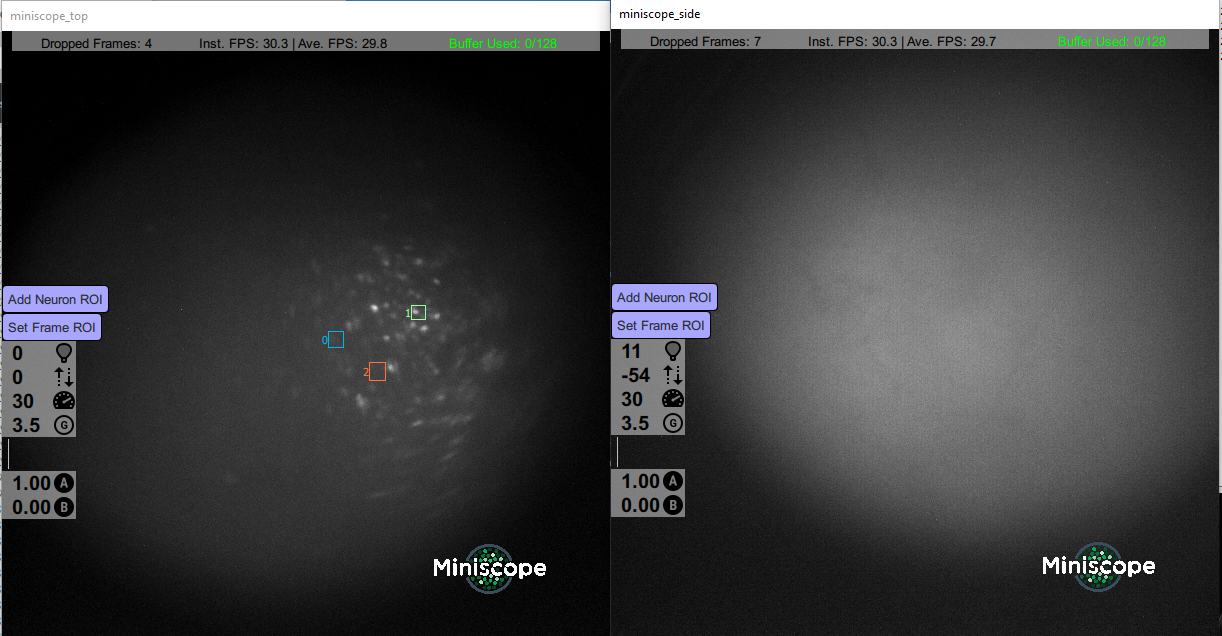 miniscope_top
Dropped Frames: 4 Inst. FPS: 30.3 | Ave. FPS: 29.8 Buffer Used: 0/128
Add Neuron ROI
Set Frame ROI
0
0
30
3.5 G
1.00 A
0.00 B
0
1
2
Miniscope
miniscope_side
Dropped Frames: 7 Inst. FPS: 30.3 | Ave. FPS: 29.7 Buffer Used: 0/128
Add Neuron ROI
Set Frame ROI
11
-54
30
3.5 G
1.00 A
0.00 B
Miniscope